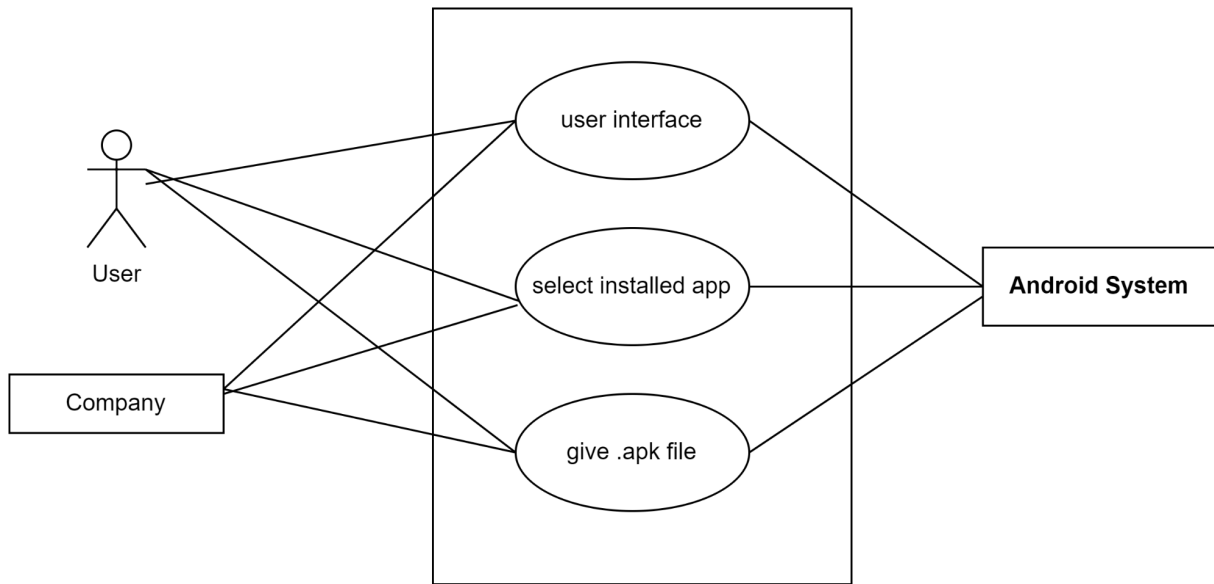 user interface
User
select installed app
Android System
Company
give .apk file